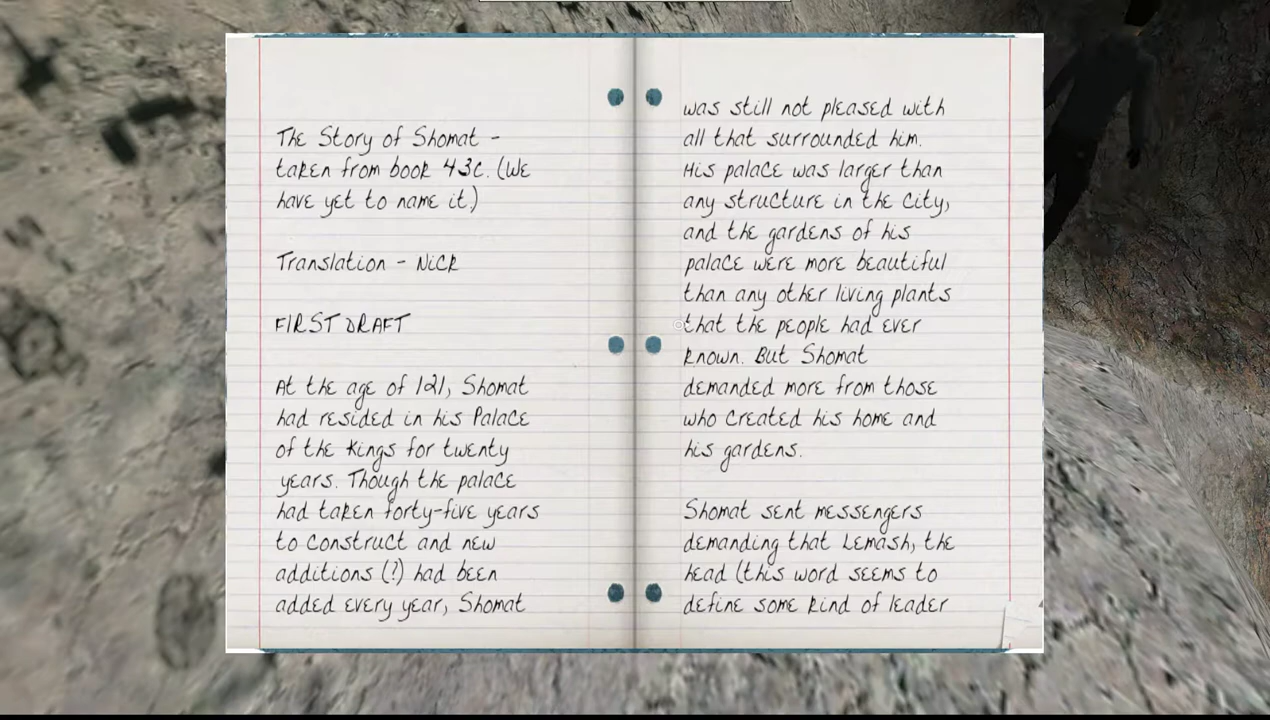 The Story of Shomat -
taken from book 43c. (We
have yet to name it.)
Translation - Nick
FIRST DRAFT
At the age of 121, Shomat
had resided in his Palace
of the Kings for twenty
years. Though the palace
had taken forty-five years
to construct and new
additions (?) had been
added every year, Shomat
was still not pleased with
all that surrounded him.
His palace was larger than
any structure in the city,
and the gardens of his
palace were more beautiful
than any other living plants
that the people had ever
known. But Shomat
demanded more from those
who created his home and
his gardens.
Shomat sent messengers
demanding that Lemash, the
head (this word seems to
define some kind of leader